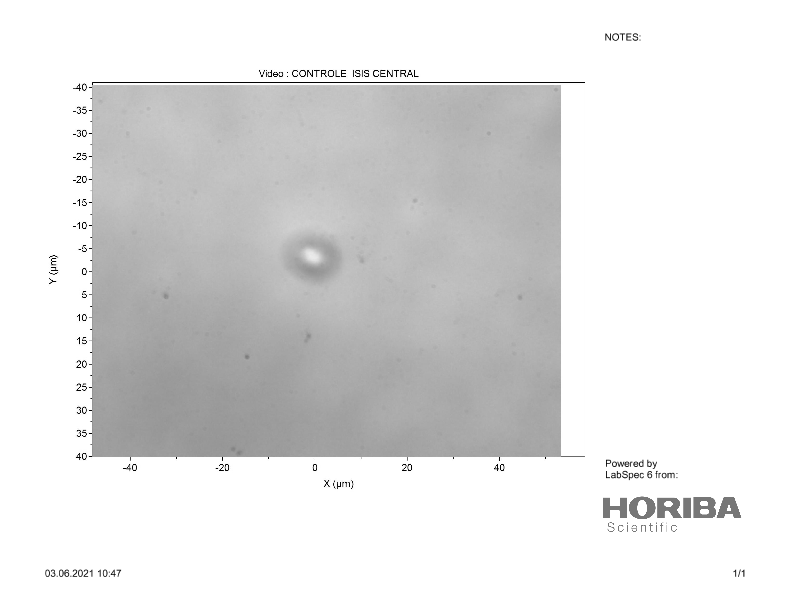 NOTES:
Video : CONTROLE ISIS CENTRAL
-40
-35
-30
-25
-20
-15
-10
-5
0
5
10
15
20
25
30
35
40
Y (µm)
-40 -20 0 20 40
X (µm)
Powered by
LabSpec 6 from:
HORIBA
Scientific
03.06.2021 10:47
1/1